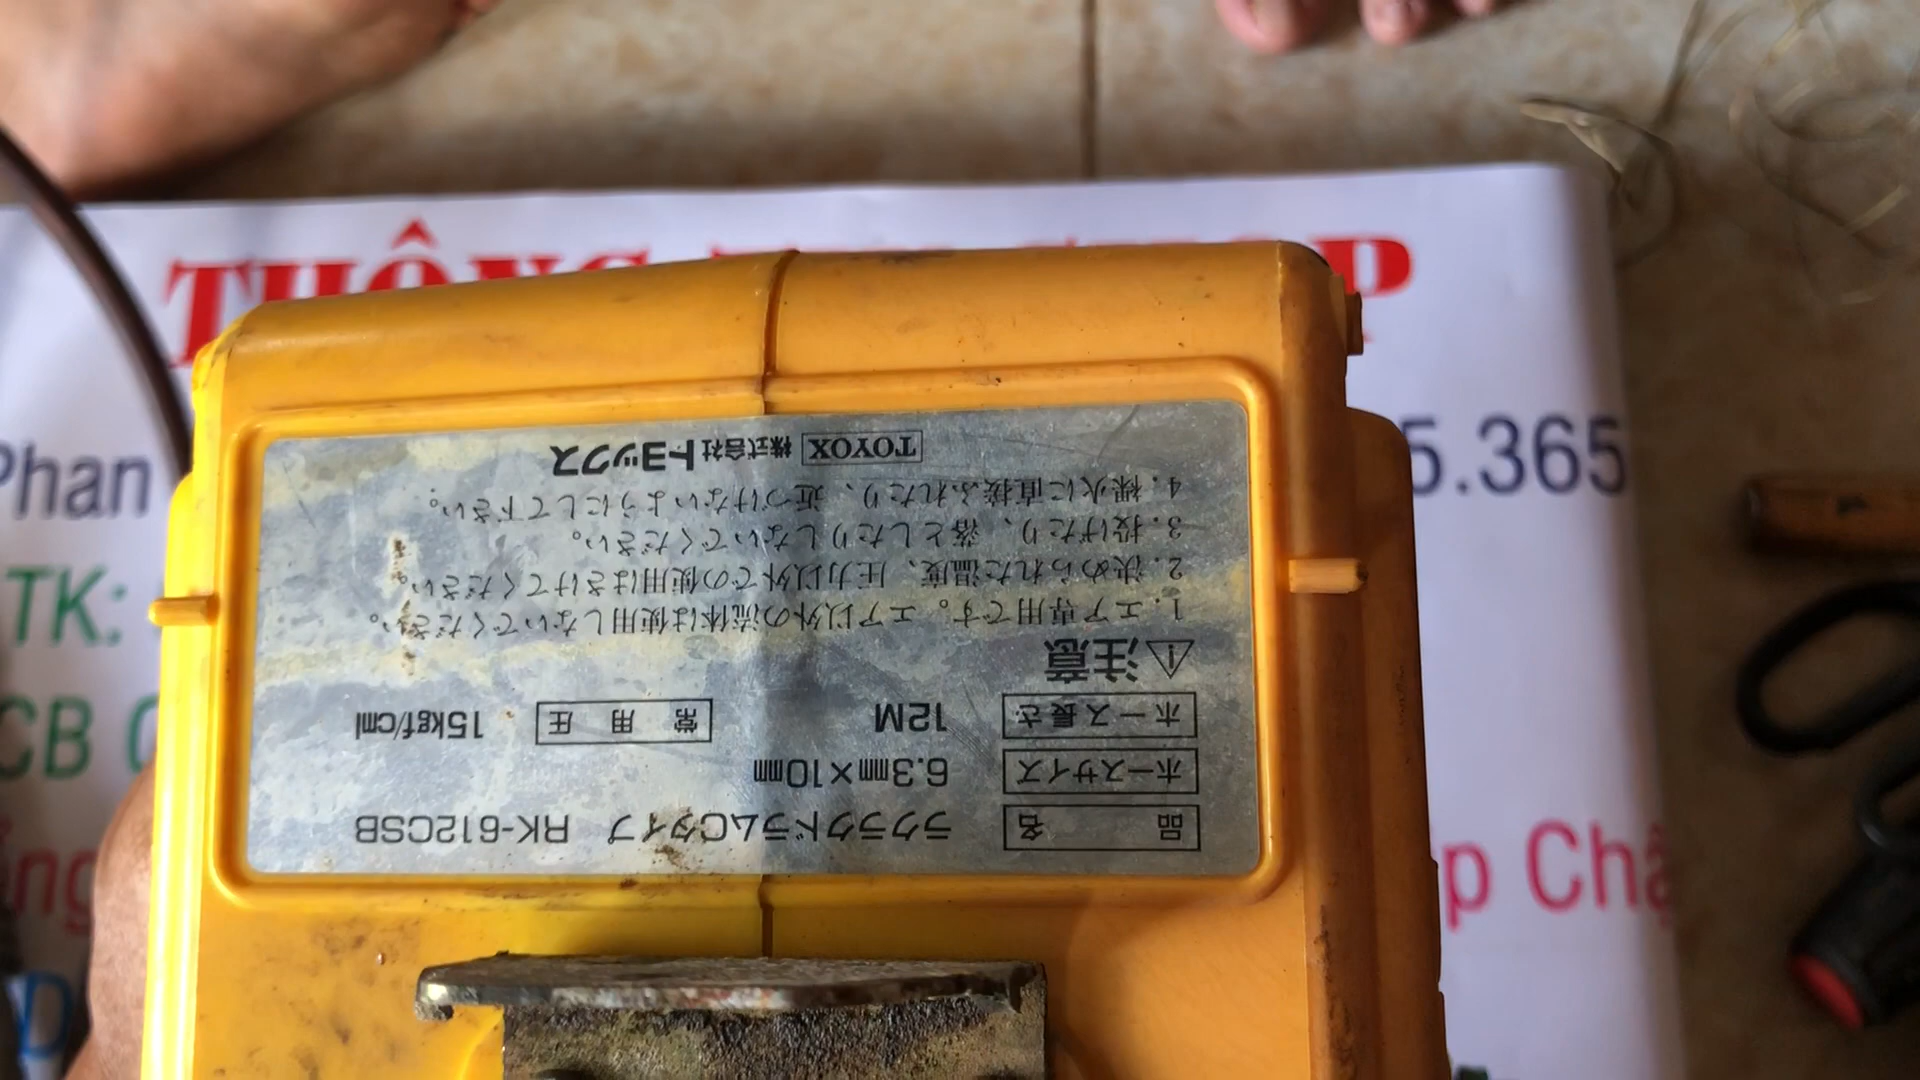 品名 ラクラクドラムCタイプ RK-612CSB
ホースサイズ 6.3㎜×10㎜
ホース長さ 12M 常用圧 15kgf/c㎡
⚠注意
1.エア専用です。エア以外の流体は使用しないでください。
2.決められた温度、圧力以外での使用はさけてください。
3.投げたり、落としたりしないでください。
4.裸火に直接ふれたり、近づけないようにして下さい。
TOYOX 株式会社トヨックス
THÔNG
Phan
5.365
TK:
CB